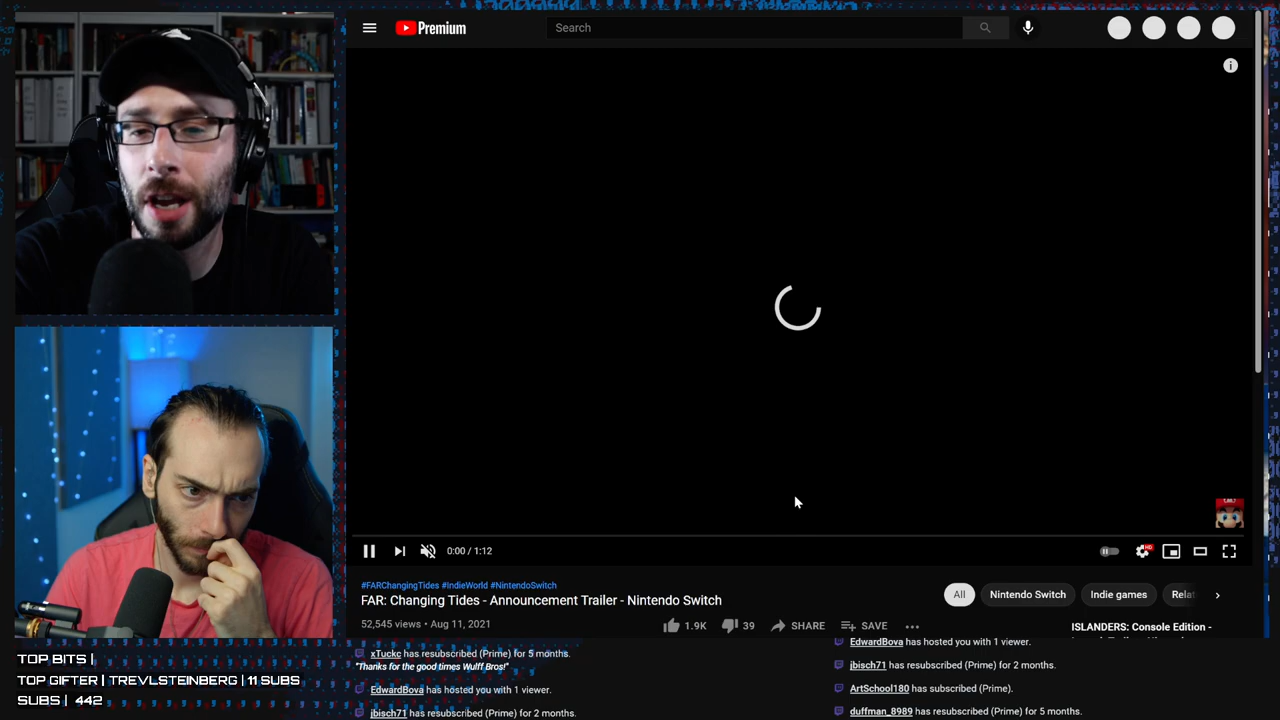 Premium
Search
0:00 / 1:12
HD
#FARChangingTides #IndieWorld #NintendoSwitch
FAR: Changing Tides - Announcement Trailer - Nintendo Switch
52,545 views • Aug 11, 2021
1.9K
39
SHARE
SAVE
All
Nintendo Switch
Indie games
Relat
ISLANDERS: Console Edition -
TOP BITS |
TOP GIFTER | TREVLSTEINBERG | 11 SUBS
SUBS | 442
xTuckc has resubscribed (Prime) for 5 months.
"Thanks for the good times Wulff Bros!"
EdwardBova has hosted you with 1 viewer.
jbisch71 has resubscribed (Prime) for 2 months.
EdwardBova has hosted you with 1 viewer.
jbisch71 has resubscribed (Prime) for 2 months.
ArtSchool180 has subscribed (Prime).
duffman_8989 has resubscribed (Prime) for 5 months.